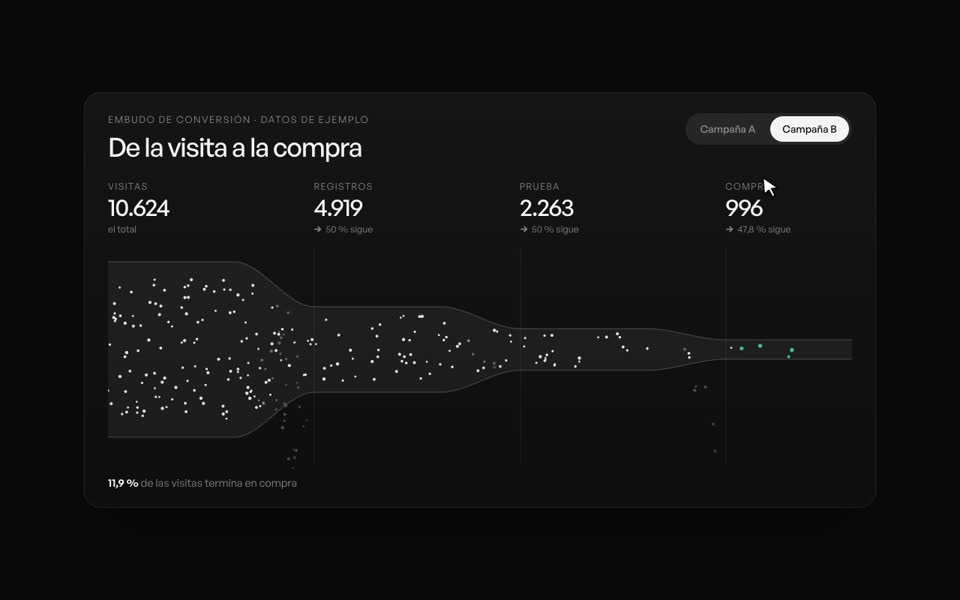 EMBUDO DE CONVERSIÓN · DATOS DE EJEMPLO
De la visita a la compra
Campaña A
Campaña B
VISITAS
10.624
el total
REGISTROS
4.919
→ 50 % sigue
PRUEBA
2.263
→ 50 % sigue
996
→ 47,8 % sigue
11,9 % de las visitas termina en compra